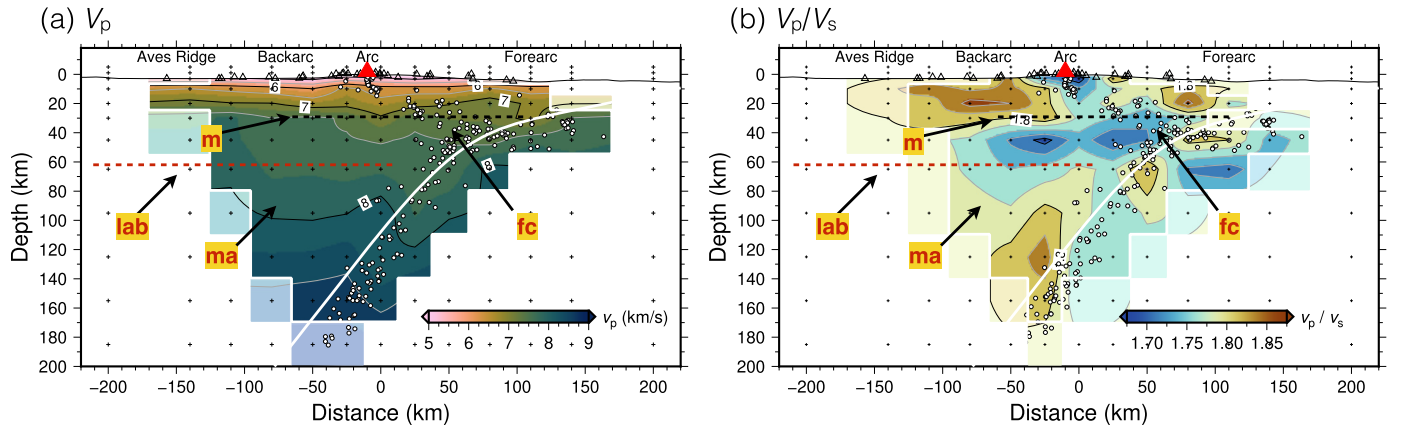 (a) Vp
(b) Vp/Vs
Aves Ridge Backarc Arc Forearc
Aves Ridge Backarc Arc Forearc
0
20
40
60
80
100
120
140
160
180
200
Depth (km)
6
6
7
7
8
8
m
lab
ma
fc
5 6 7 8 9
vp (km/s)
−200 −150 −100 −50 0 50 100 150 200
Distance (km)
0
20
40
60
80
100
120
140
160
180
200
Depth (km)
1.8
1.8
m
lab
ma
fc
1.70 1.75 1.80 1.85
vp / vs
−200 −150 −100 −50 0 50 100 150 200
Distance (km)